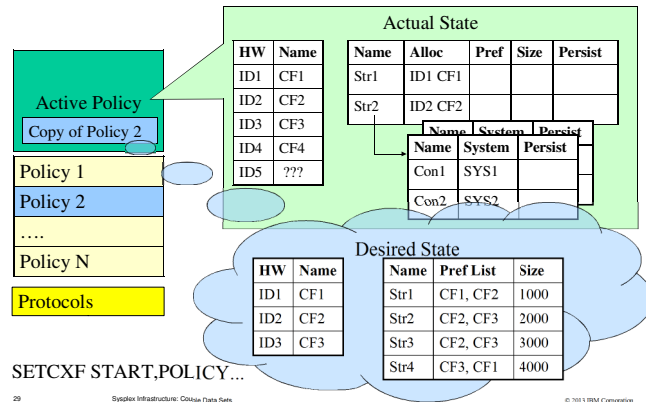 Actual State
HW Name
ID1 CF1
ID2 CF2
ID3 CF3
ID4 CF4
ID5 ???
Name Alloc Pref Size Persist
Str1 ID1 CF1
Str2 ID2 CF2
Name System Persist
Name System Persist
Con1 SYS1
Con2 SYS2
Active Policy
Copy of Policy 2
Policy 1
Policy 2
....
Policy N
Protocols
Desired State
HW Name
ID1 CF1
ID2 CF2
ID3 CF3
Name Pref List Size
Str1 CF1, CF2 1000
Str2 CF2, CF3 2000
Str3 CF2, CF3 3000
Str4 CF3, CF1 4000
SETCXF START,POLICY...
29 Sysplex Infrastructure: Couple Data Sets © 2013 IBM Corporation